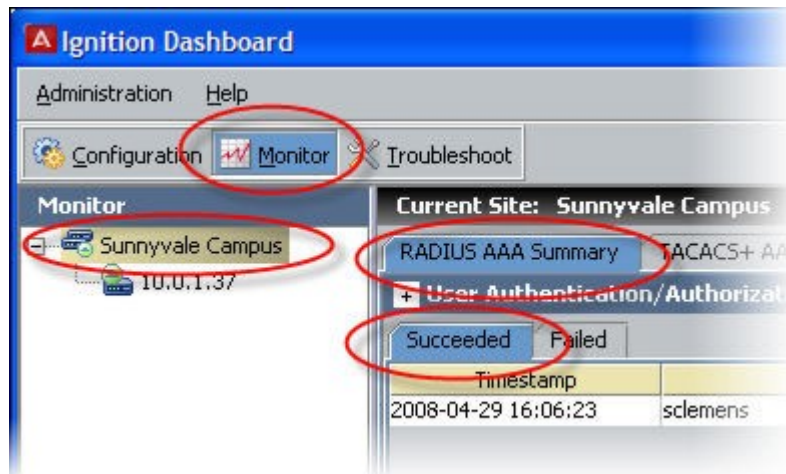 Ignition Dashboard
Administration Help
Configuration Monitor Troubleshoot
Monitor
Current Site: Sunnyvale Campus
Sunnyvale Campus
10.0.1.37
RADIUS AAA Summary TACACS+
User Authentication/
Succeeded Failed
Timestamp
2008-04-29 16:06:23 sclemens